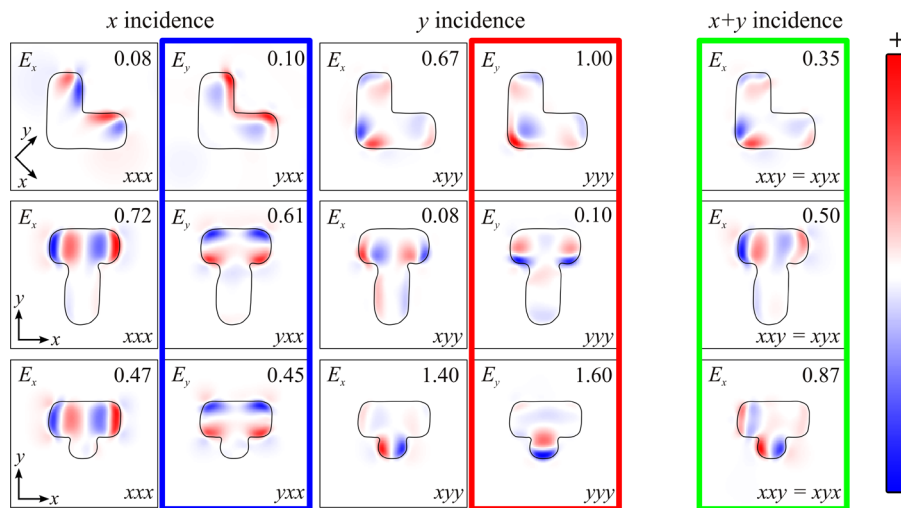 x incidence y incidence x+y incidence
+
Ex 0.08 Ey 0.10 Ex 0.67 Ey 1.00 Ex 0.35
y
x
xxx yxx xyy yyy xxy = xyx
Ex 0.72 Ey 0.61 Ex 0.08 Ey 0.10 Ex 0.50
y
x
xxx yxx xyy yyy xxy = xyx
Ex 0.47 Ey 0.45 Ex 1.40 Ey 1.60 Ex 0.87
y
x
xxx yxx xyy yyy xxy = xyx